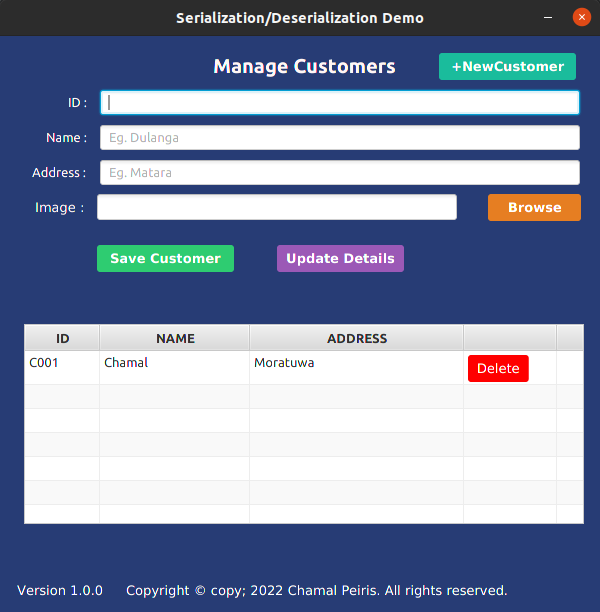 Serialization/Deserialization Demo
Manage Customers
+NewCustomer
ID :
Name :
Eg. Dulanga
Address :
Eg. Matara
Image :
Browse
Save Customer
Update Details
ID NAME ADDRESS
C001 Chamal Moratuwa Delete
Version 1.0.0 Copyright © copy; 2022 Chamal Peiris. All rights reserved.